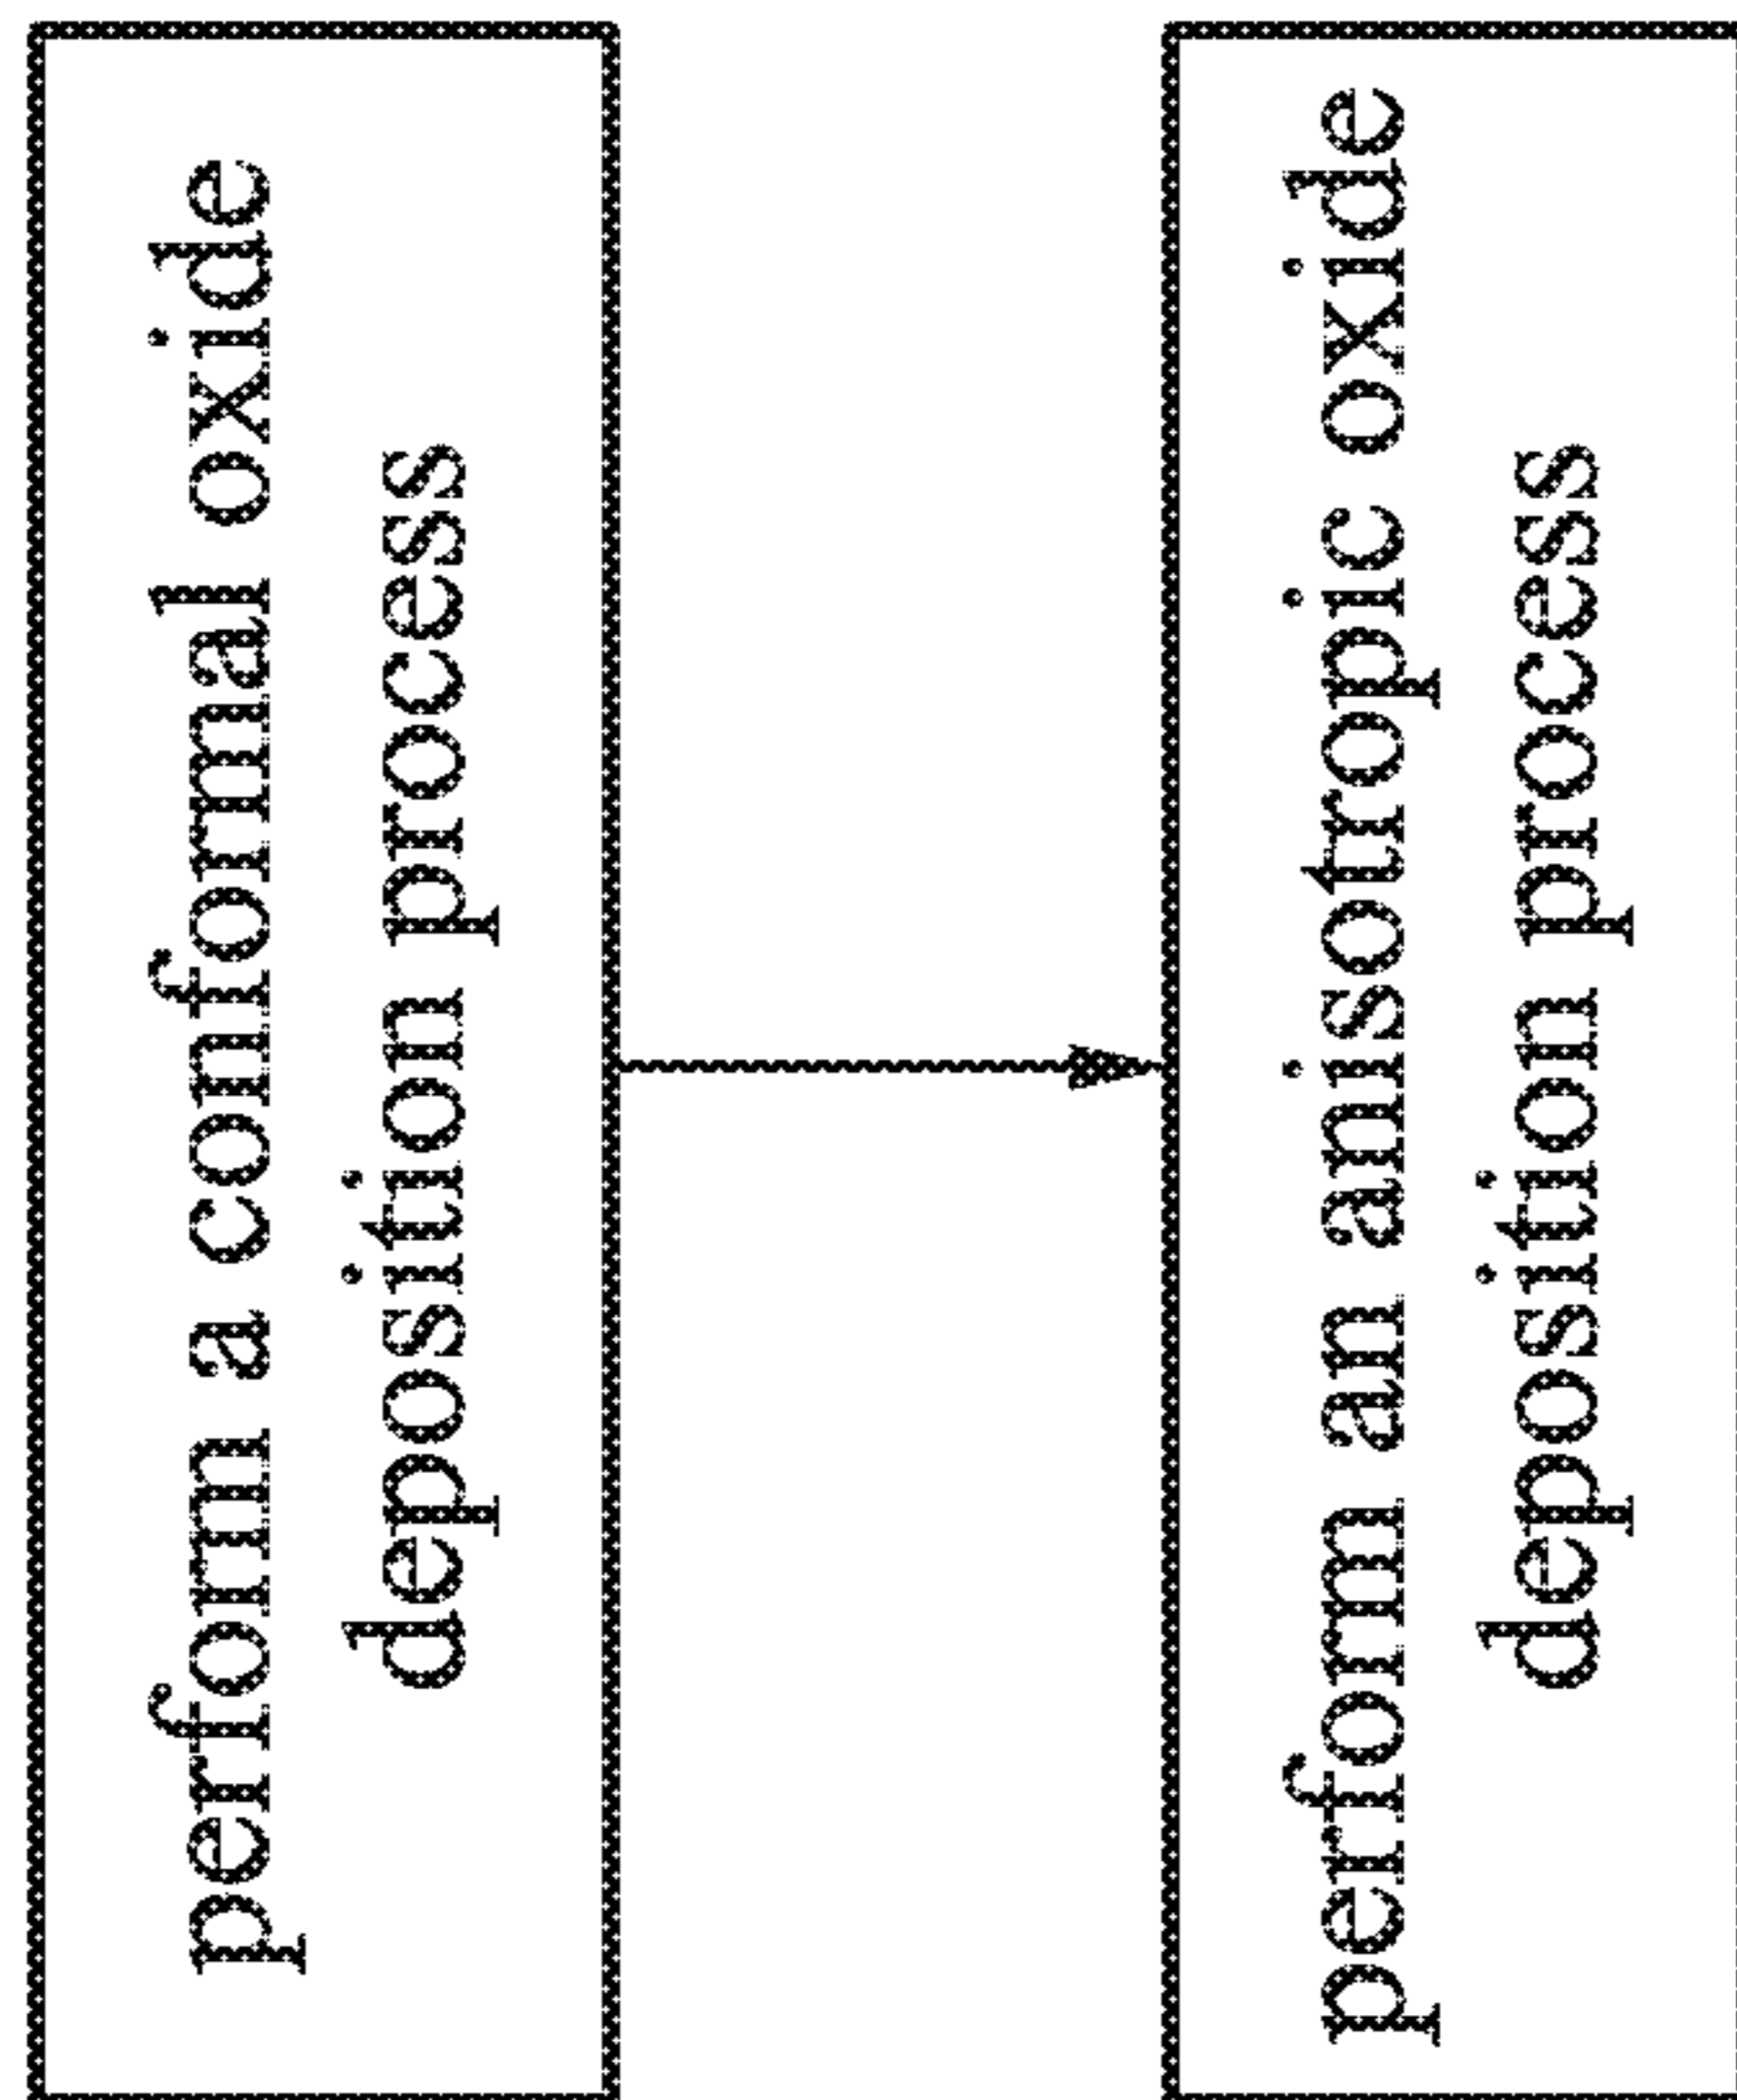 perform a conformal oxide
deposition process
perform an anisotropic oxide
deposition process